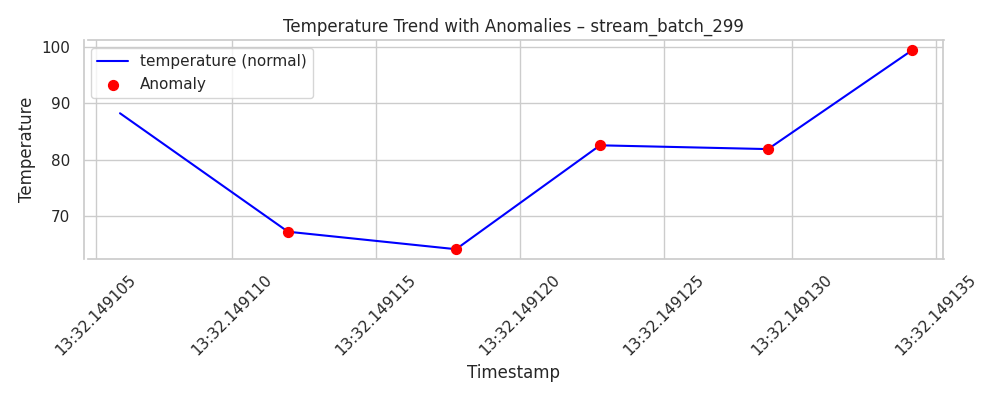 Temperature Trend with Anomalies – stream_batch_299
temperature (normal)
Anomaly
Temperature
100
90
80
70
13:32.149105
13:32.149110
13:32.149115
13:32.149120
13:32.149125
13:32.149130
13:32.149135
Timestamp